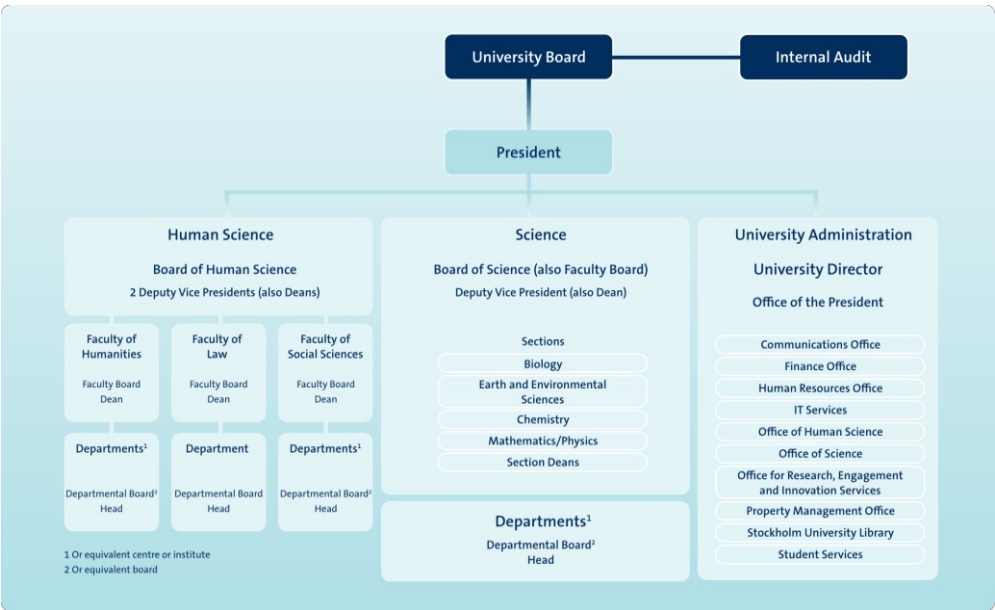 University Board
Internal Audit
President
Human Science
Board of Human Science
2 Deputy Vice Presidents (also Deans)
Faculty of
Humanities
Faculty Board
Dean
Faculty of
Law
Faculty Board
Dean
Faculty of
Social Sciences
Faculty Board
Dean
Departments¹
Departmental Board²
Head
Department
Departmental Board
Head
Departments¹
Departmental Board²
Head
1 Or equivalent centre or institute
2 Or equivalent board
Science
Board of Science (also Faculty Board)
Deputy Vice President (also Dean)
Sections
Biology
Earth and Environmental
Sciences
Chemistry
Mathematics/Physics
Section Deans
Departments¹
Departmental Board²
Head
University Administration
University Director
Office of the President
Communications Office
Finance Office
Human Resources Office
IT Services
Office of Human Science
Office of Science
Office for Research, Engagement
and Innovation Services
Property Management Office
Stockholm University Library
Student Services